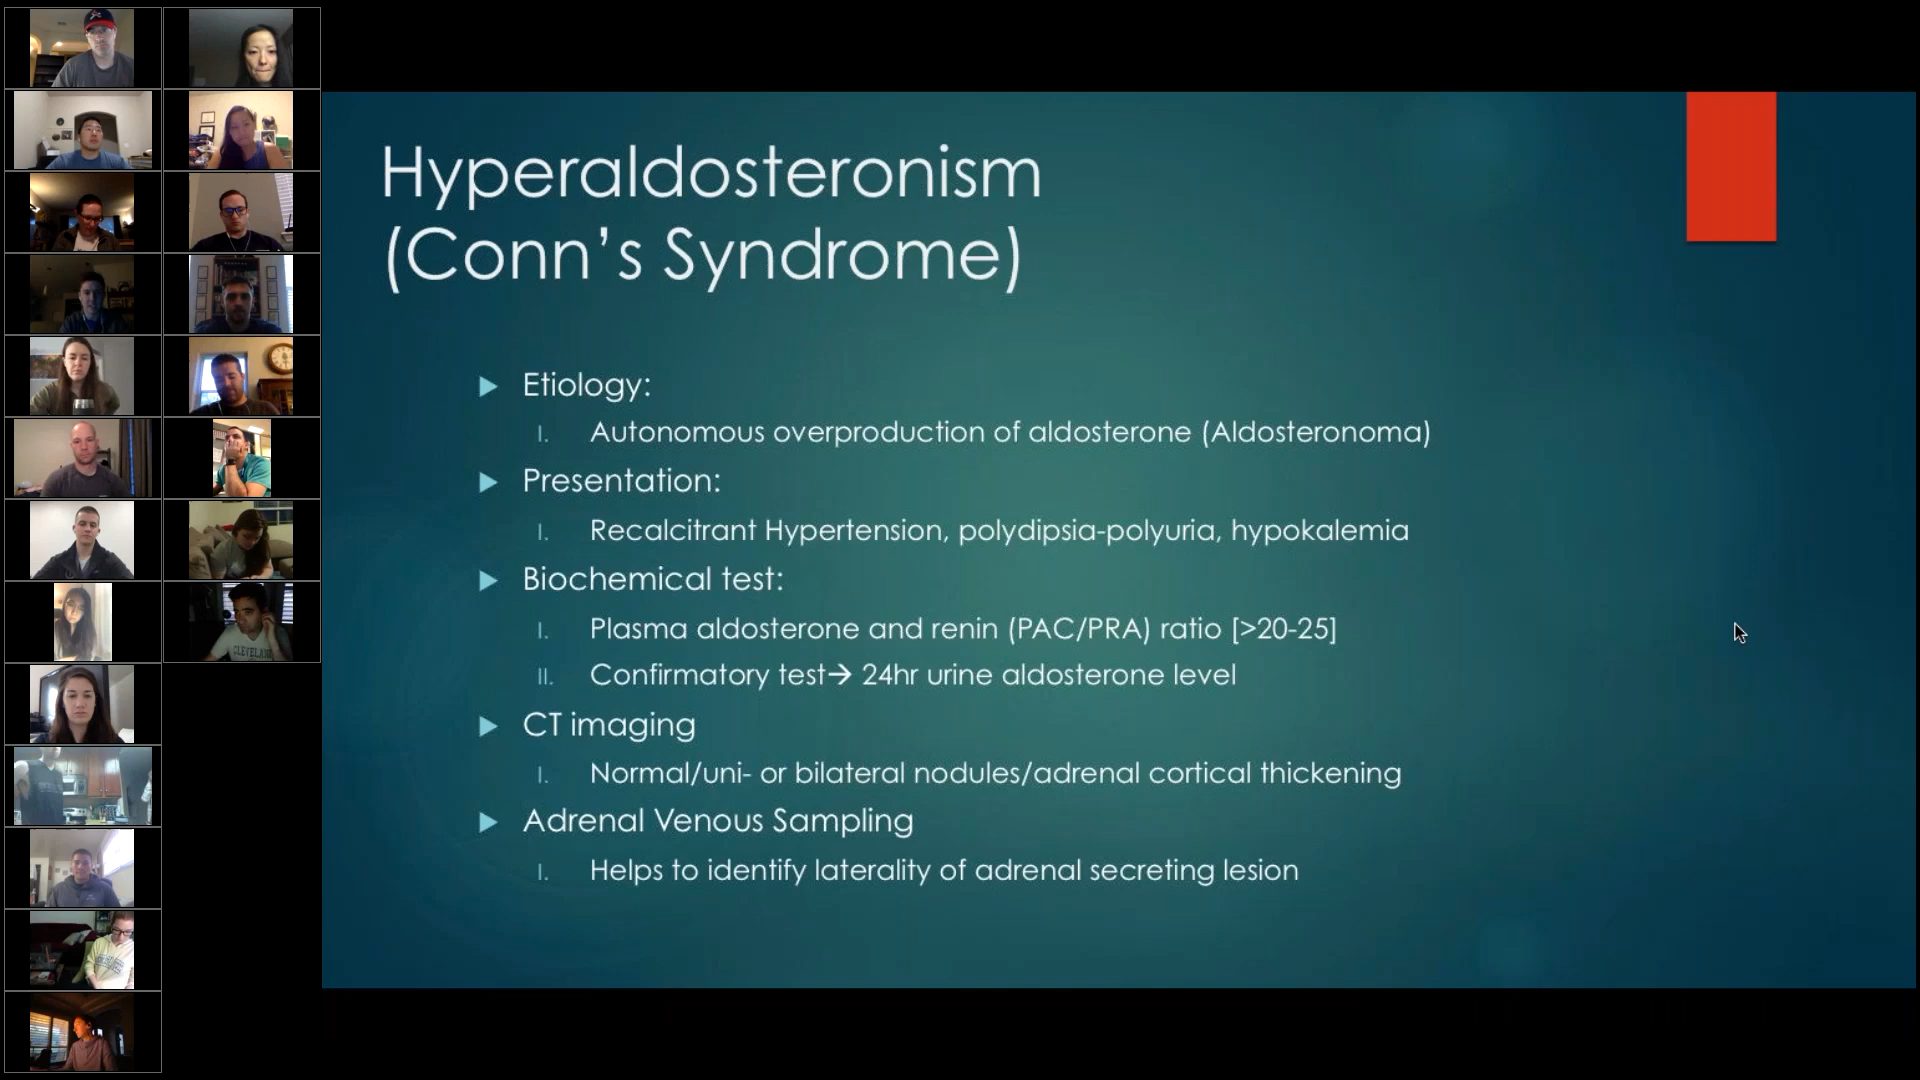 Hyperaldosteronism
(Conn’s Syndrome)
▶ Etiology:
I. Autonomous overproduction of aldosterone (Aldosteronoma)
▶ Presentation:
I. Recalcitrant Hypertension, polydipsia-polyuria, hypokalemia
▶ Biochemical test:
I. Plasma aldosterone and renin (PAC/PRA) ratio [>20-25]
II. Confirmatory test→ 24hr urine aldosterone level
▶ CT imaging
I. Normal/uni- or bilateral nodules/adrenal cortical thickening
▶ Adrenal Venous Sampling
I. Helps to identify laterality of adrenal secreting lesion
CLEVELAND